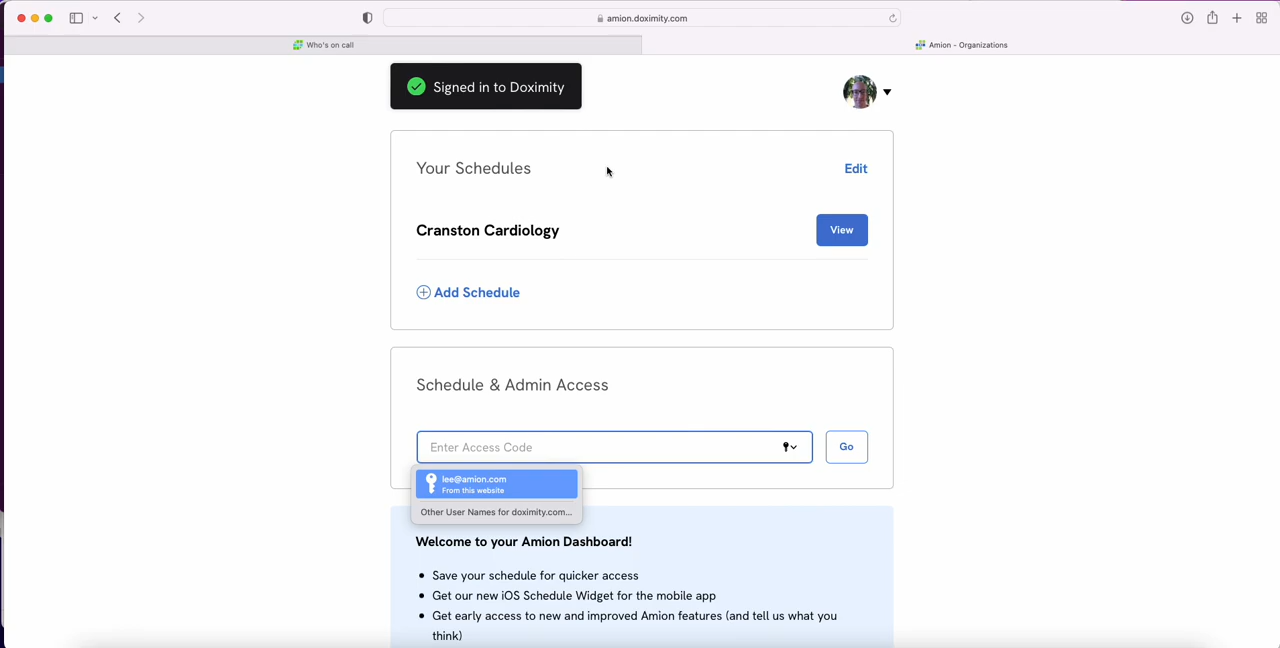 amion.doximity.com
Who's on call
Amion - Organizations
Signed in to Doximity
Your Schedules
Edit
Cranston Cardiology
View
Add Schedule
Schedule & Admin Access
Enter Access Code
Go
lee@amion.com
From this website
Other User Names for doximity.com...
Welcome to your Amion Dashboard!
• Save your schedule for quicker access
• Get our new iOS Schedule Widget for the mobile app
• Get early access to new and improved Amion features (and tell us what you
think)